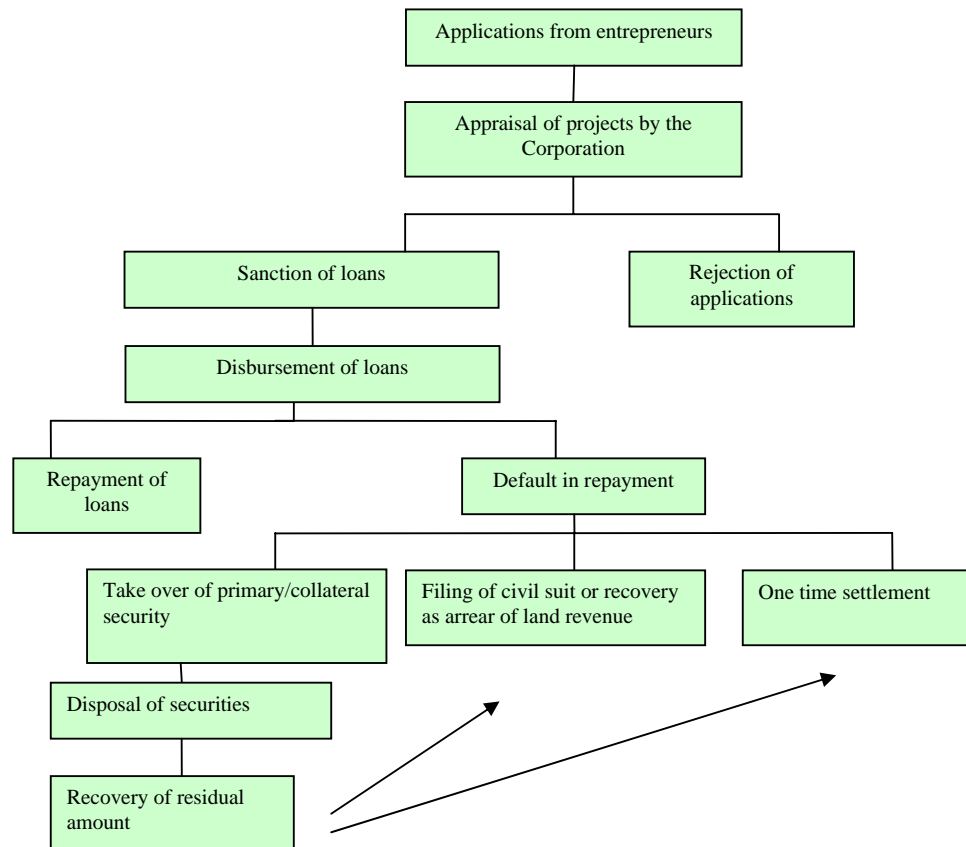 Applications from entrepreneurs
Appraisal of projects by the
Corporation
Sanction of loans
Rejection of
applications
Disbursement of loans
Repayment of
loans
Default in repayment
Take over of primary/collateral
security
Filing of civil suit or recovery
as arrear of land revenue
One time settlement
Disposal of securities
Recovery of residual
amount